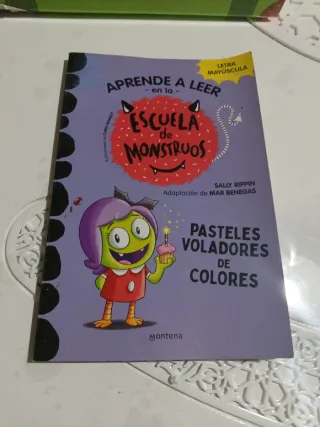 LETRA
MAYÚSCULA
APRENDE A LEER
- en la -
ESCUELA
de
MONSTRUOS
SALLY RIPPIN
Adaptación de MAR BENEGAS
PASTELES
VOLADORES
DE
COLORES
montena